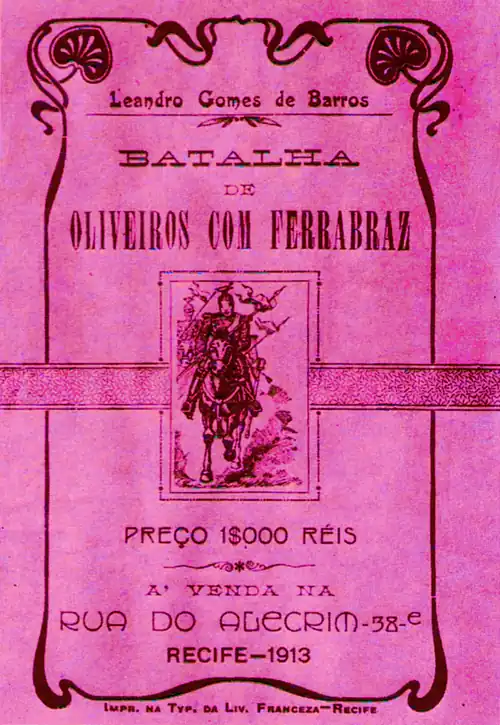 Leandro Gomes de Barros
BATALHA
DE
OLIVEIROS COM FERRABRAZ
PREÇO 1$000 RÉIS
A' VENDA NA
RUA DO ALECRIM-38-e
RECIFE—1913
Impr. na Typ. da Liv. Franceza—Recife